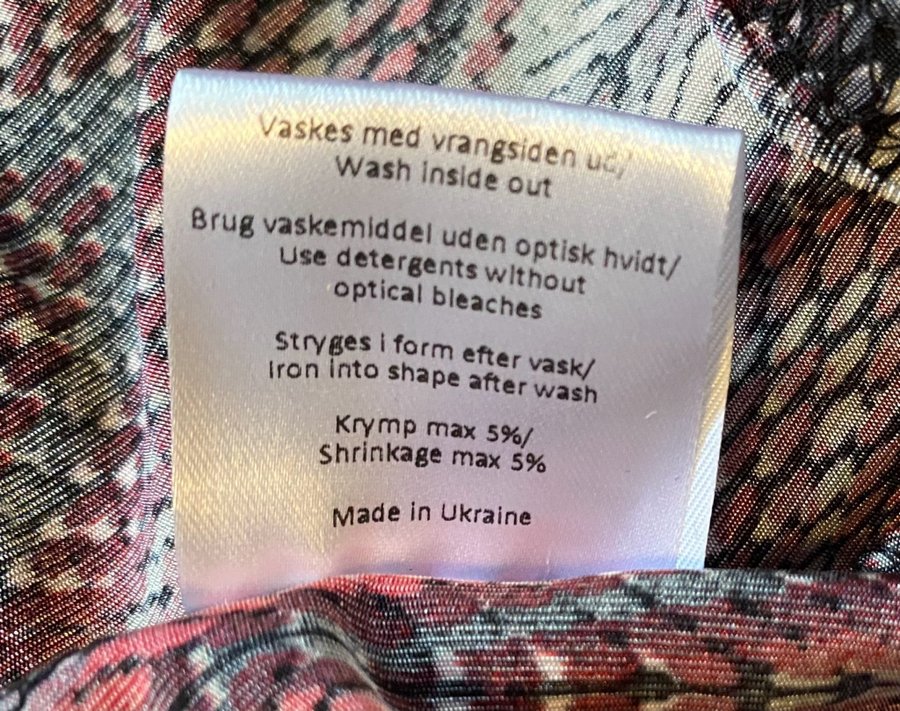 Vaskes med vrangsiden ud/
Wash inside out
Brug vaskemiddel uden optisk hvidt/
Use detergents without
optical bleaches
Stryges i form efter vask/
Iron into shape after wash
Krymp max 5%/
Shrinkage max 5%
Made in Ukraine